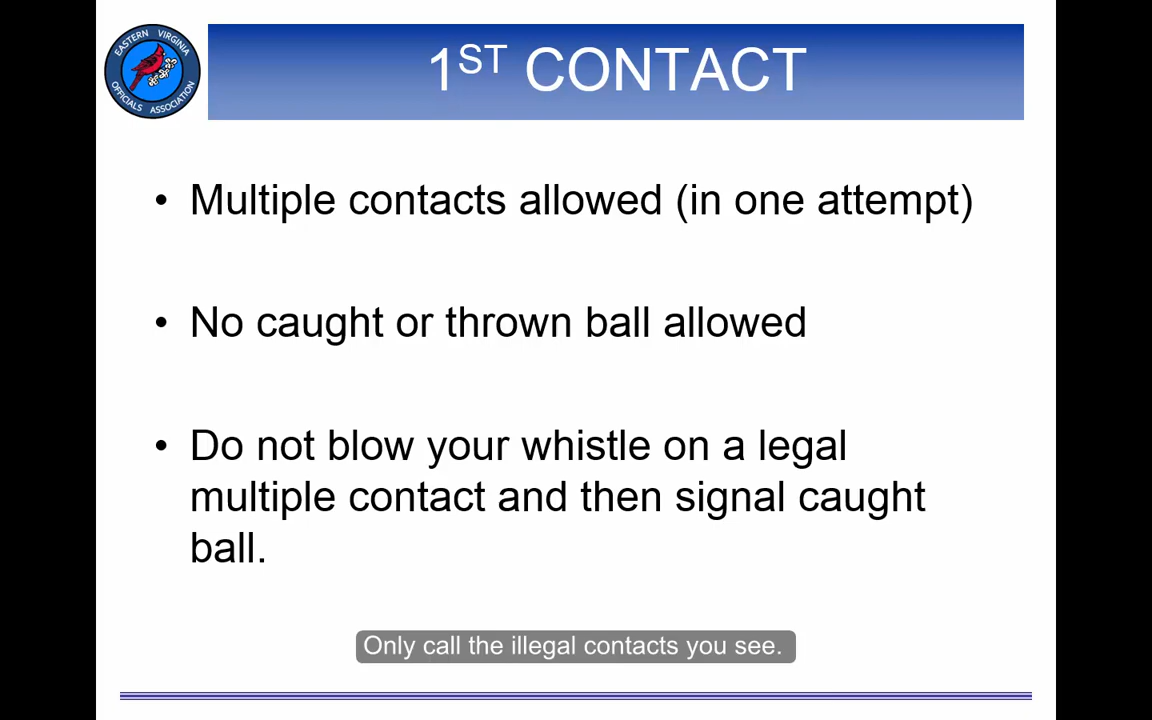 EASTERN VIRGINIA
OFFICIALS ASSOCIATION
1ST CONTACT
• Multiple contacts allowed (in one attempt)
• No caught or thrown ball allowed
• Do not blow your whistle on a legal
multiple contact and then signal caught
ball.
Only call the illegal contacts you see.